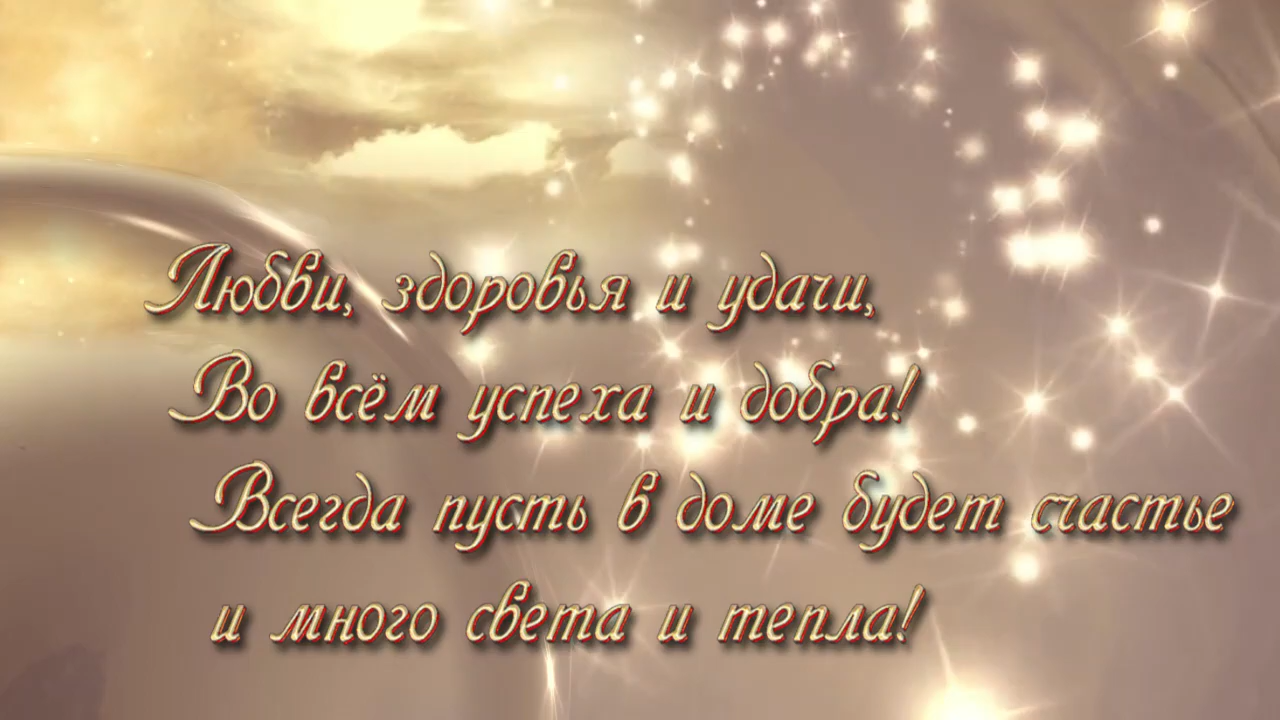 Любви, здоровья и удачи,
Во всём успеха и добра!
Всегда пусть в доме будет счастье
и много света и тепла!